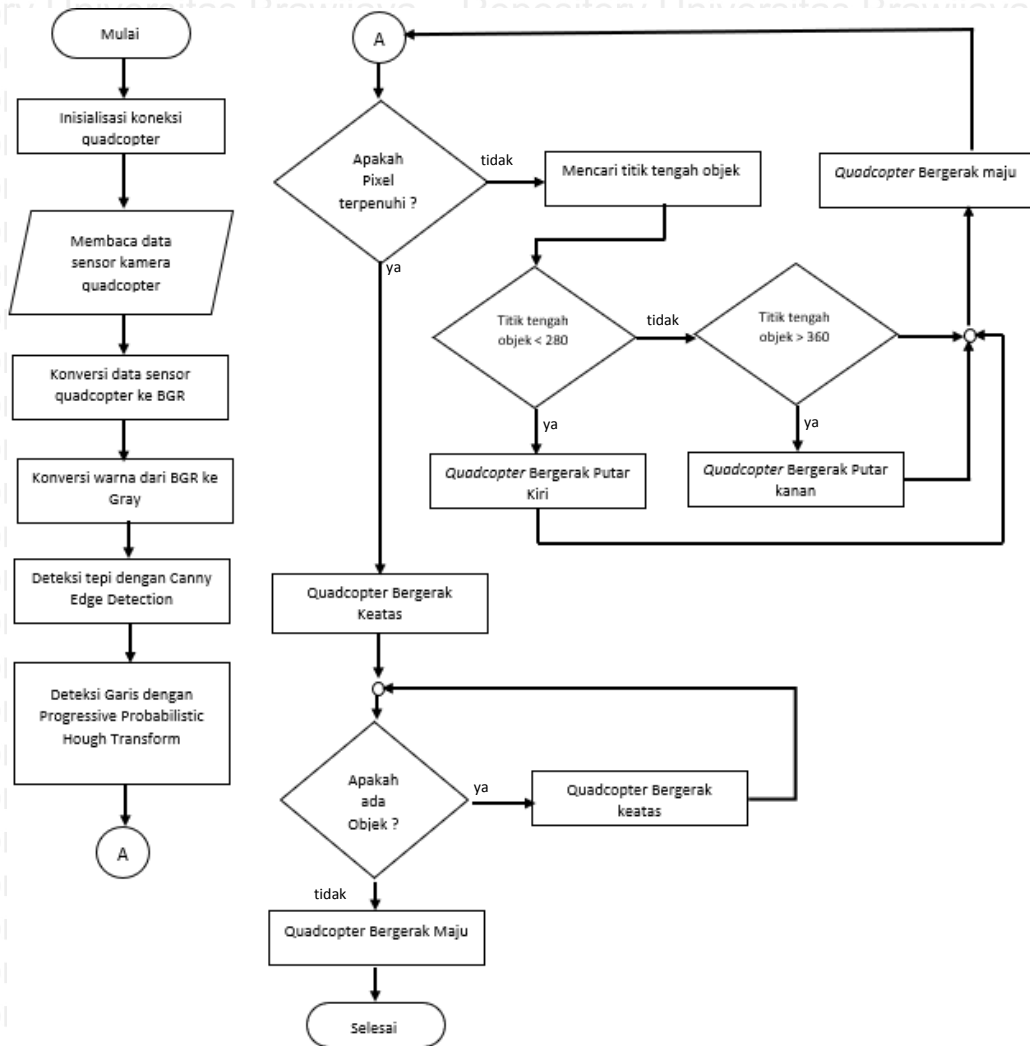 Repository Universitas Brawijaya
Mulai
Inisialisasi koneksi
quadcopter
Membaca data
sensor kamera
quadcopter
Konversi data sensor
quadcopter ke BGR
Konversi warna dari BGR ke
Gray
Deteksi tepi dengan Canny
Edge Detection
Deteksi Garis dengan
Progressive Probabilistic
Hough Transform
A
A
Apakah
Pixel
terpenuhi ?
tidak
Mencari titik tengah objek
Quadcopter Bergerak maju
ya
Titik tengah
objek < 280
tidak
Titik tengah
objek > 360
ya
ya
Quadcopter Bergerak Putar
Kiri
Quadcopter Bergerak Putar
kanan
Quadcopter Bergerak
Keatas
Apakah
ada
Objek ?
ya
Quadcopter Bergerak
keatas
tidak
Quadcopter Bergerak Maju
Selesai